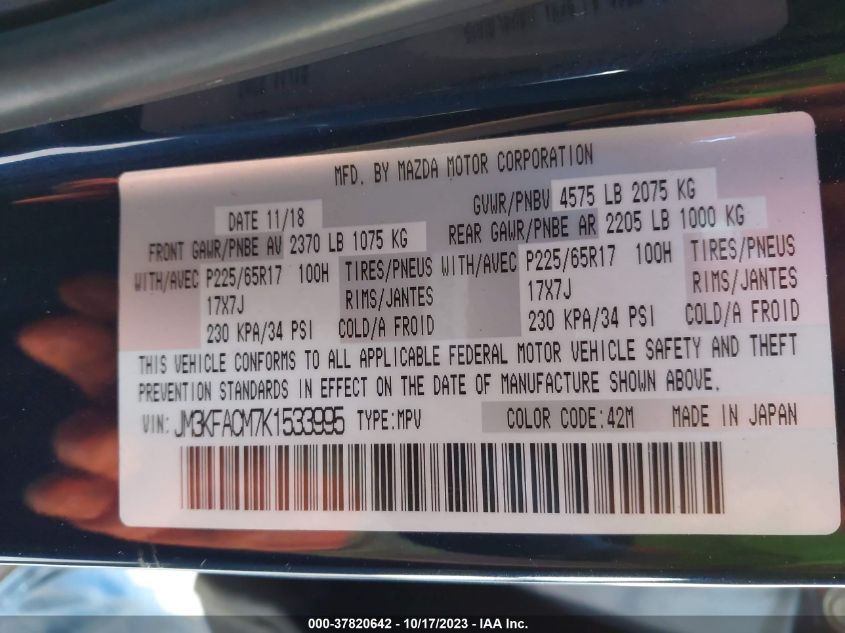 MFD. BY MAZDA MOTOR CORPORATION
DATE 11/18 GVWR/PNBV 4575 LB 2075 KG
FRONT GAWR/PNBE AV 2370 LB 1075 KG REAR GAWR/PNBE AR 2205 LB 1000 KG
WITH/AVEC P225/65R17 100H TIRES/PNEUS WITH/AVEC P225/65R17 100H TIRES/PNEUS
17X7J RIMS/JANTES 17X7J RIMS/JANTES
230 KPA/34 PSI COLD/A FROID 230 KPA/34 PSI COLD/A FROID
THIS VEHICLE CONFORMS TO ALL APPLICABLE FEDERAL MOTOR VEHICLE SAFETY AND THEFT
PREVENTION STANDARDS IN EFFECT ON THE DATE OF MANUFACTURE SHOWN ABOVE.
VIN: JM3KFACM7K1533995 TYPE:MPV COLOR CODE:42M MADE IN JAPAN
000-37820642 - 10/17/2023 - IAA Inc.